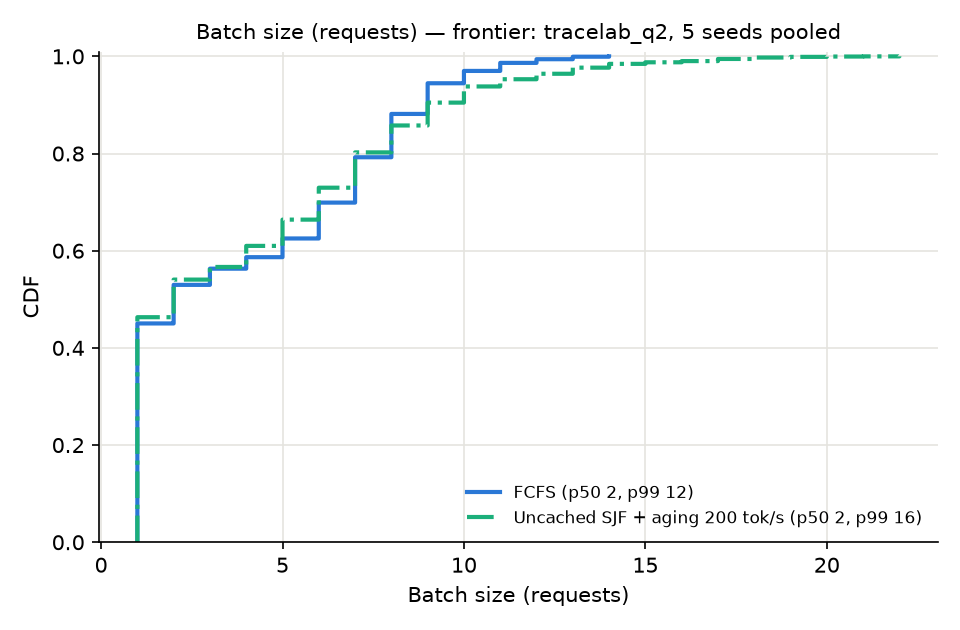 Batch size (requests) — frontier: tracelab_q2, 5 seeds pooled
1.0
0.8
0.6
0.4
0.2
0.0
CDF
FCFS (p50 2, p99 12)
Uncached SJF + aging 200 tok/s (p50 2, p99 16)
0 5 10 15 20
Batch size (requests)